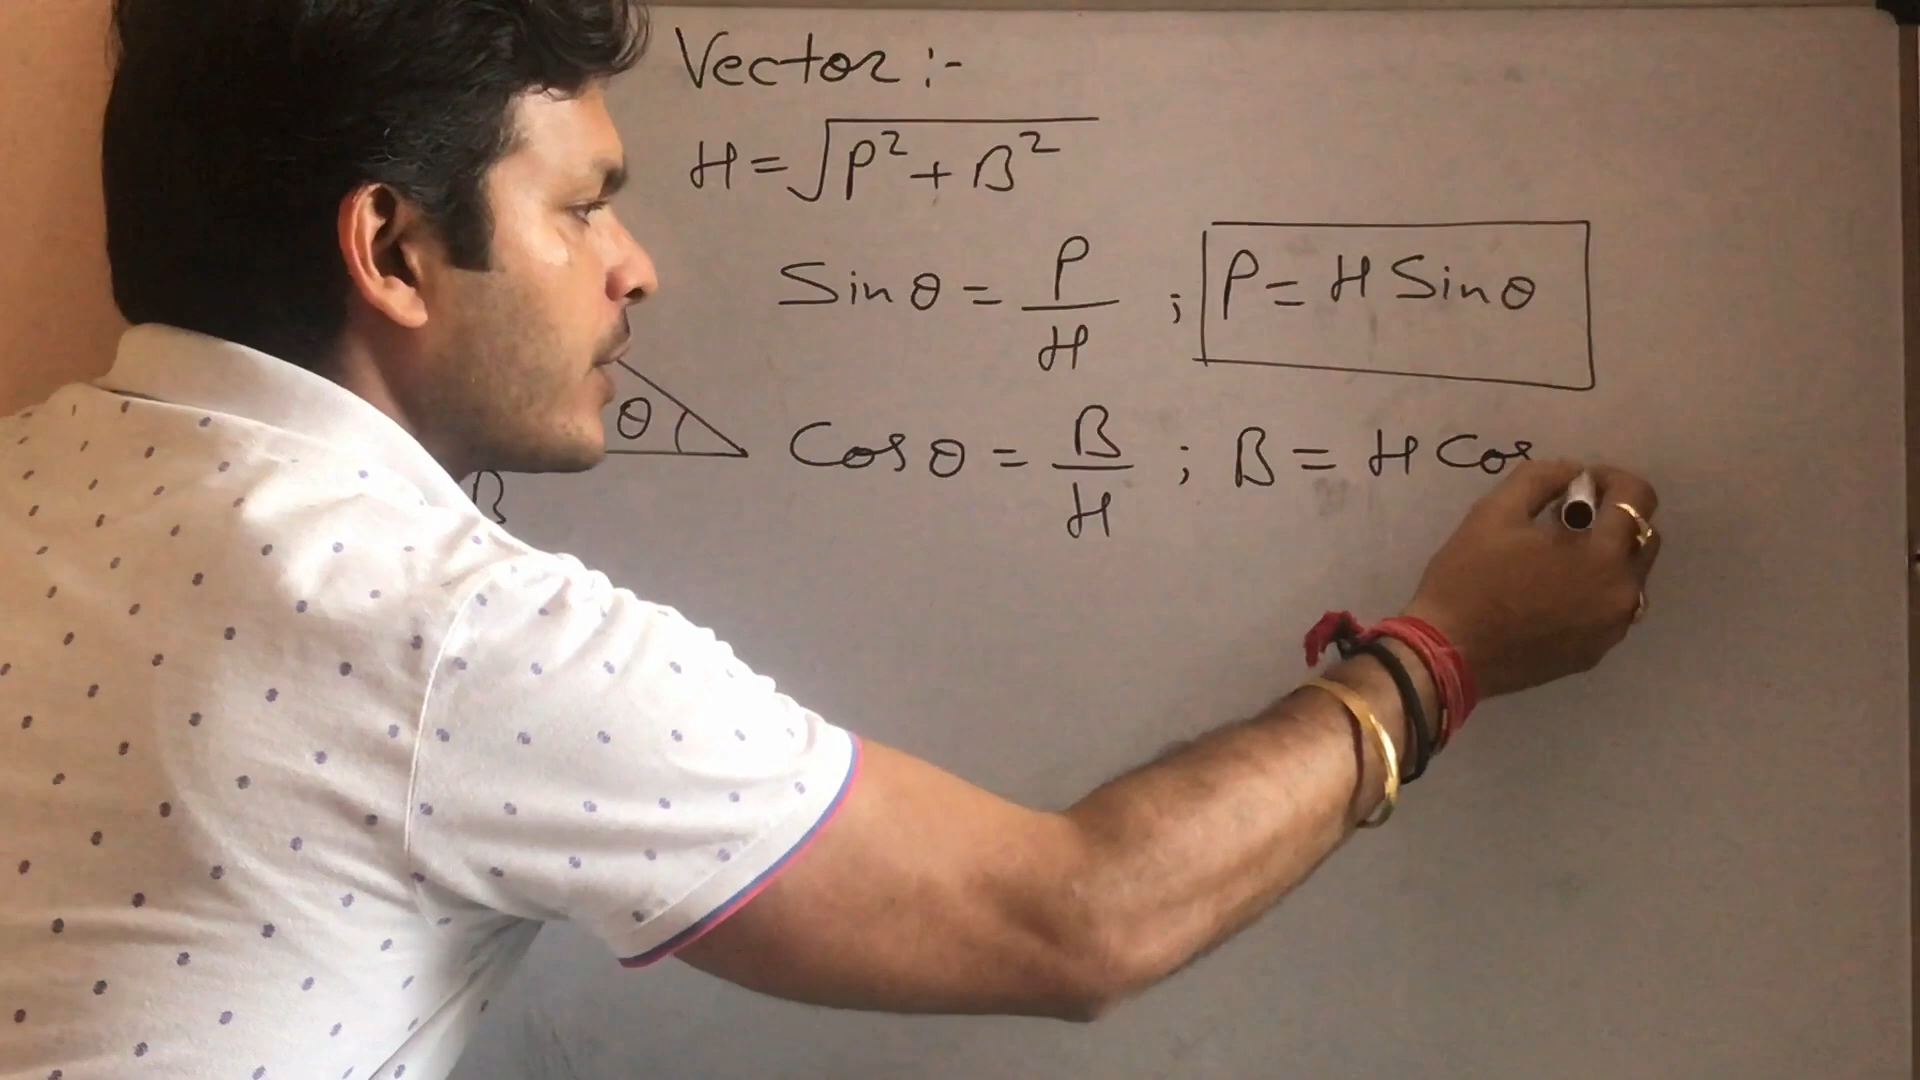 Vector :-
H = √P² + B²
Sin θ = P/H ; P = H Sin θ
θ
Cos θ = B/H ; B = H Cos
B